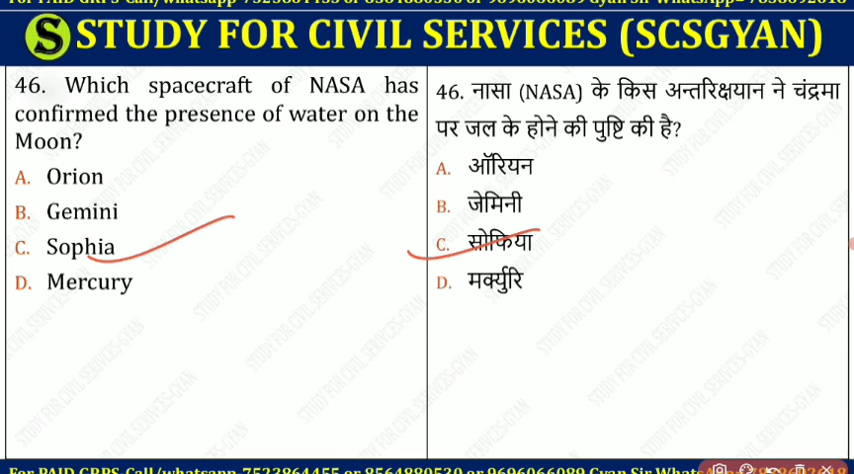 STUDY FOR CIVIL SERVICES (SCSGYAN)
46. Which spacecraft of NASA has
confirmed the presence of water on the
Moon?
A. Orion
B. Gemini
C. Sophia
D. Mercury
46. नासा (NASA) के किस अन्तरिक्षयान ने चंद्रमा
पर जल के होने की पुष्टि की है?
A. ऑरियन
B. जेमिनी
C. सोफिया
D. मर्क्युरि
For PAID GRPS-Call/whatsapp-7523864455 or 8564880530 or 9696066089 Gyan Sir